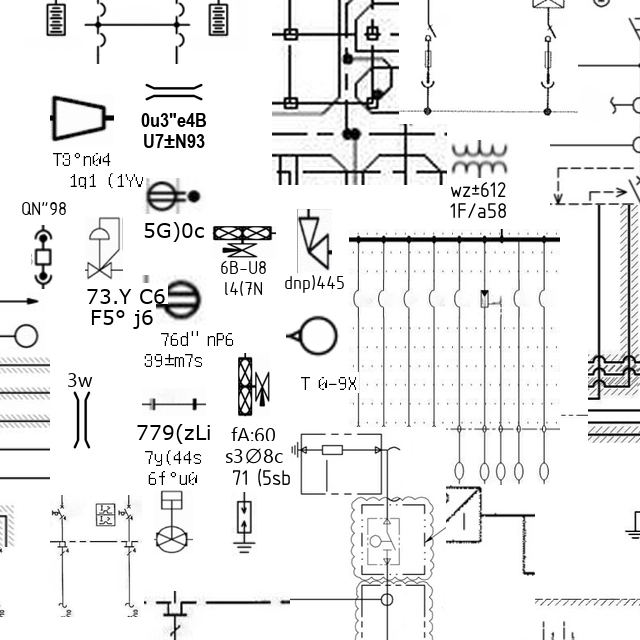 0u3"e4B
U7±N93
T3°n04
1q1 (1Yv
wz±612
1F/a58
QN"98
5G)0c
6B-U8
l4(7N
dnp)445
73.Y C6
F5° j6
76d" nP6
39±m7s
3w
T 0-9X
779(zLi
fA:60
7y(44s
s3∅8c
6f°u0
71 (5sb